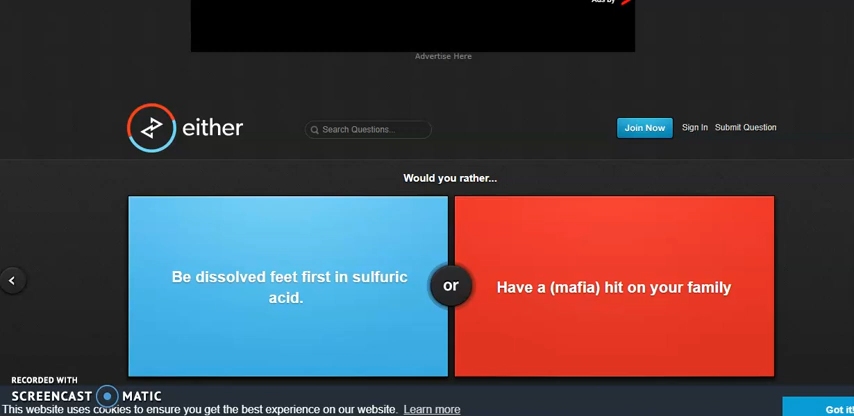 Ads by
Advertise Here
either
Search Questions...
Join Now
Sign In
Submit Question
Would you rather...
Be dissolved feet first in sulfuric
acid.
or
Have a (mafia) hit on your family
RECORDED WITH
SCREENCAST MATIC
This website uses cookies to ensure you get the best experience on our website. Learn more
Got it!